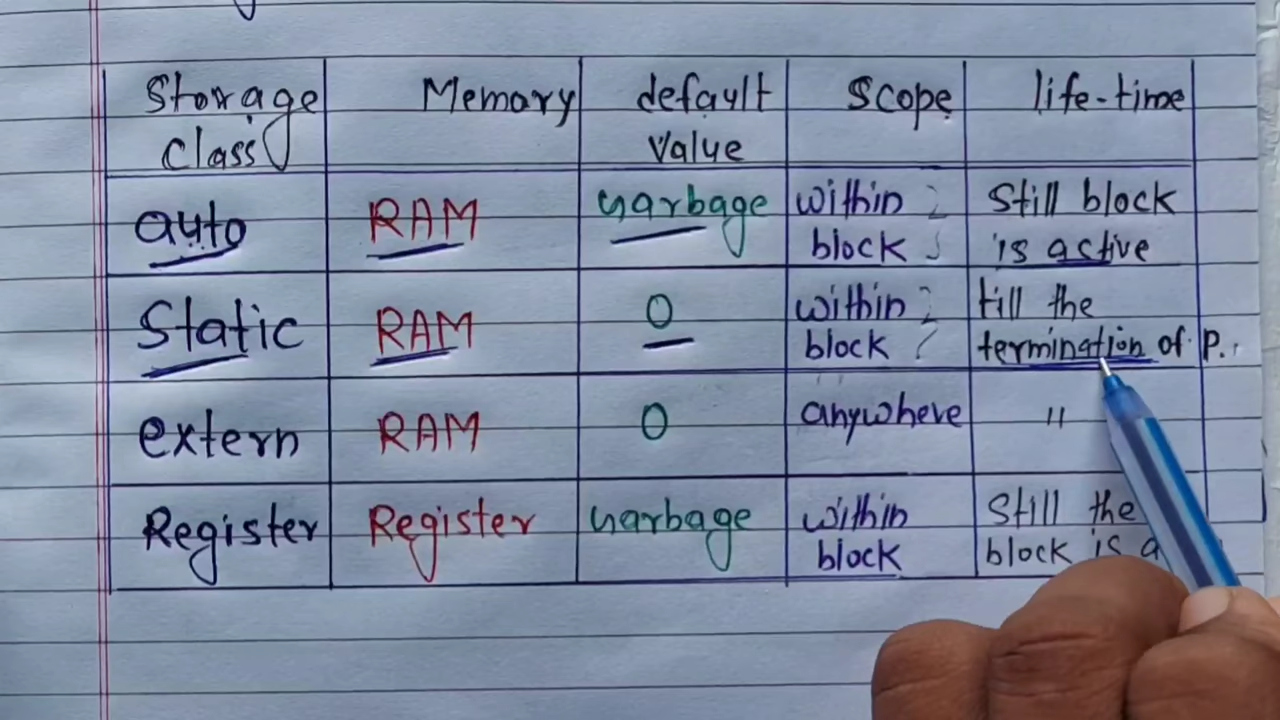 Storage Class
Memory
default Value
Scope
life-time
auto
RAM
Garbage
within block
Still block is active
Static
RAM
0
within block
till the termination of P.
extern
RAM
0
anywhere
"
Register
Register
Garbage
within block
Still the block is